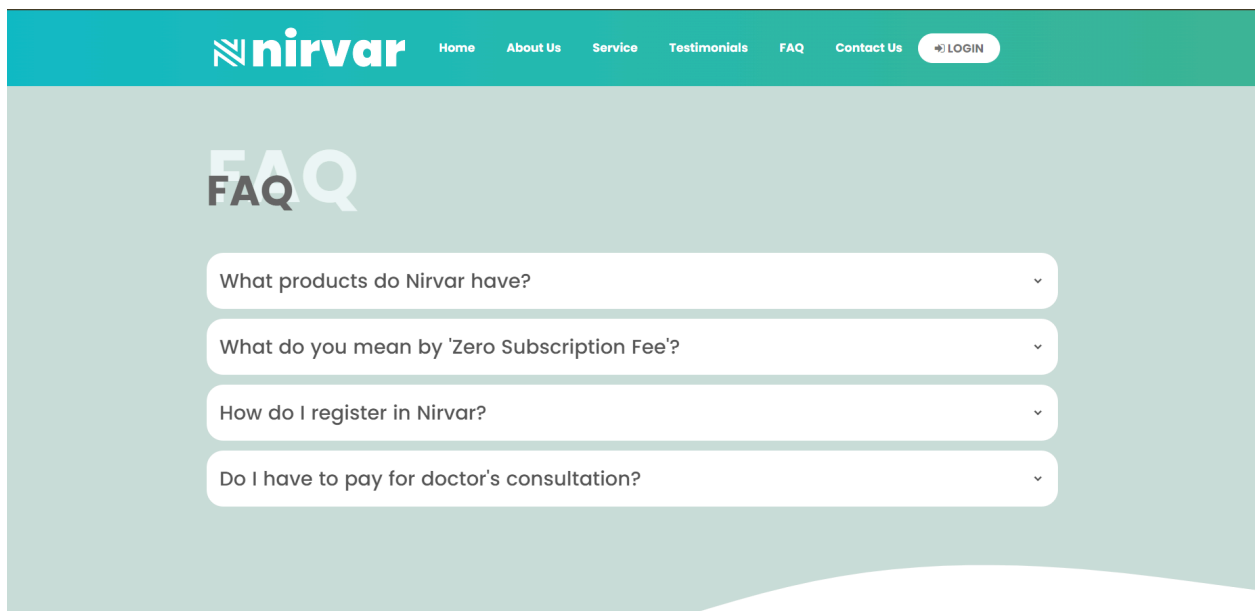 nirvar
Home About Us Service Testimonials FAQ Contact Us LOGIN
FAQ
FAQ
What products do Nirvar have?
What do you mean by 'Zero Subscription Fee'?
How do I register in Nirvar?
Do I have to pay for doctor's consultation?